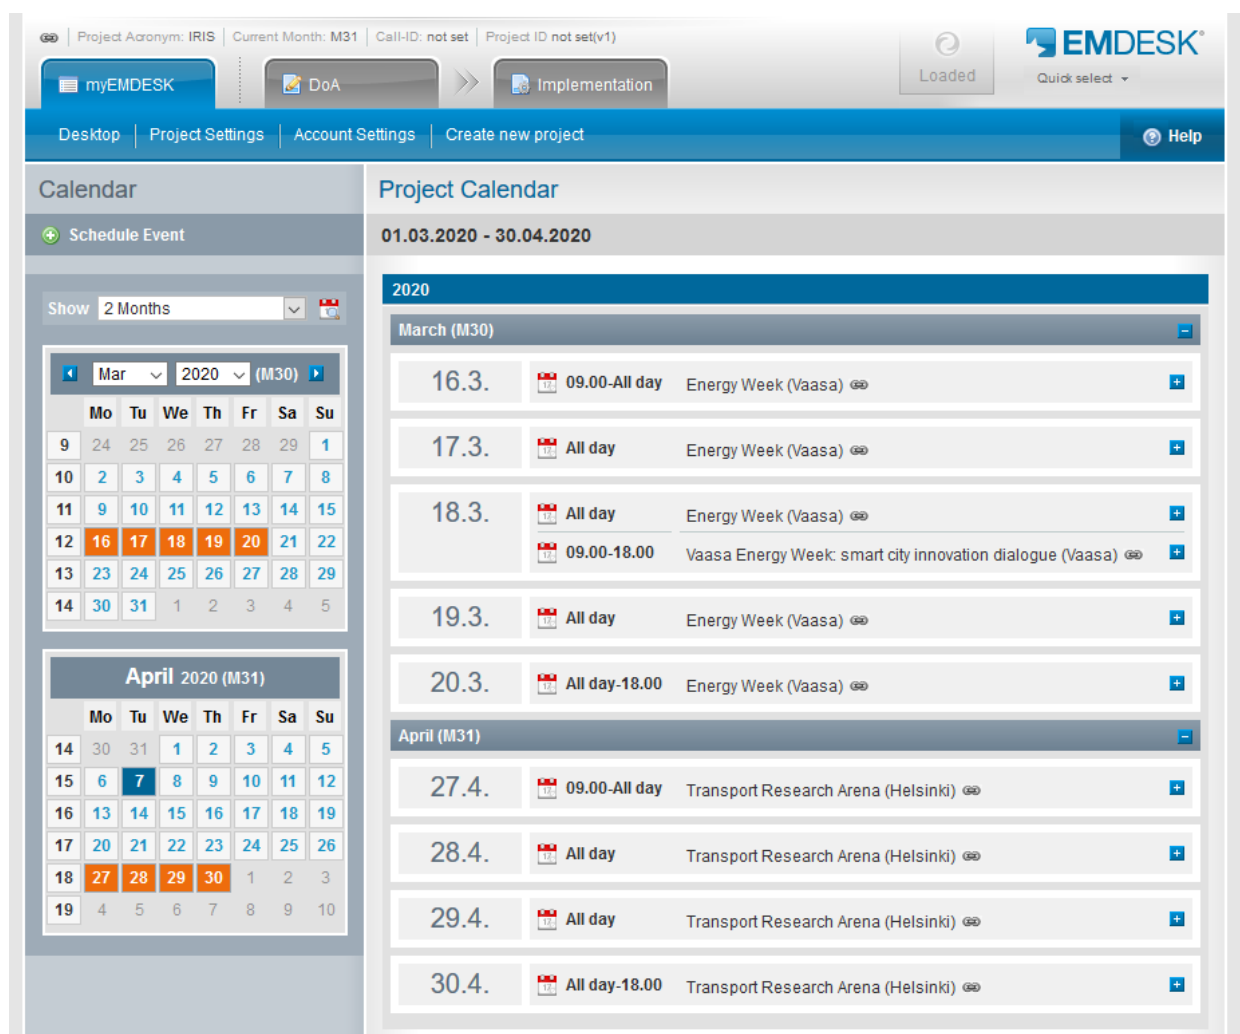 Project Acronym: IRIS | Current Month: M31 | Call-ID: not set | Project ID not set(v1)
Loaded
EMDESK
Quick select
myEMDESK
DoA
Implementation
Desktop | Project Settings | Account Settings | Create new project
Help
Calendar
Schedule Event
Show 2 Months
Mar 2020 (M30)
Mo Tu We Th Fr Sa Su
9 24 25 26 27 28 29 1
10 2 3 4 5 6 7 8
11 9 10 11 12 13 14 15
12 16 17 18 19 20 21 22
13 23 24 25 26 27 28 29
14 30 31 1 2 3 4 5
April 2020 (M31)
Mo Tu We Th Fr Sa Su
14 30 31 1 2 3 4 5
15 6 7 8 9 10 11 12
16 13 14 15 16 17 18 19
17 20 21 22 23 24 25 26
18 27 28 29 30 1 2 3
19 4 5 6 7 8 9 10
Project Calendar
01.03.2020 - 30.04.2020
2020
March (M30)
16.3. 09.00-All day Energy Week (Vaasa)
17.3. All day Energy Week (Vaasa)
18.3. All day Energy Week (Vaasa)
09.00-18.00 Vaasa Energy Week: smart city innovation dialogue (Vaasa)
19.3. All day Energy Week (Vaasa)
20.3. All day-18.00 Energy Week (Vaasa)
April (M31)
27.4. 09.00-All day Transport Research Arena (Helsinki)
28.4. All day Transport Research Arena (Helsinki)
29.4. All day Transport Research Arena (Helsinki)
30.4. All day-18.00 Transport Research Arena (Helsinki)